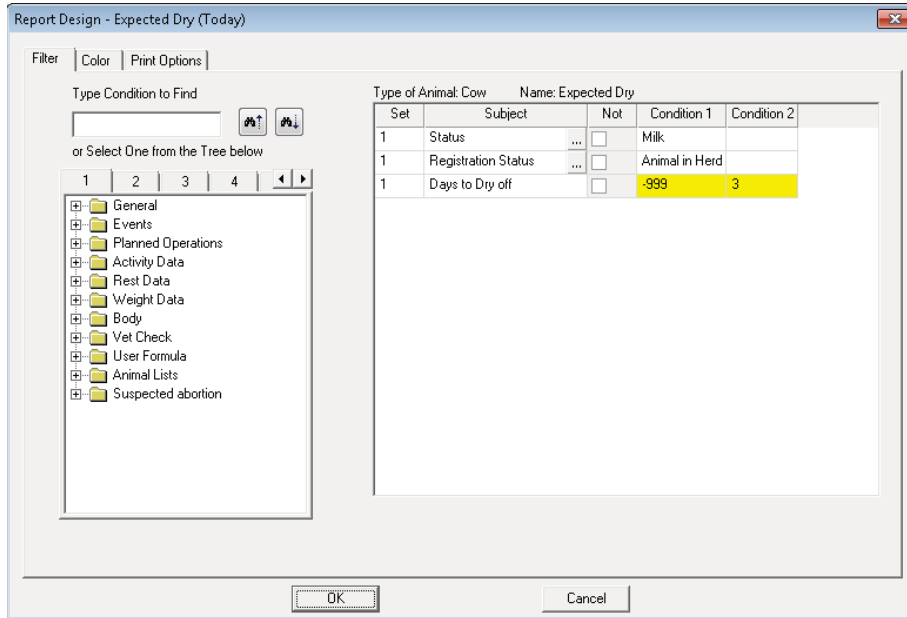 Report Design - Expected Dry (Today)
Filter Color Print Options
Type Condition to Find
or Select One from the Tree below
1 2 3 4
General
Events
Planned Operations
Activity Data
Rest Data
Weight Data
Body
Vet Check
User Formula
Animal Lists
Suspected abortion
Type of Animal: Cow Name: Expected Dry
Set Subject Not Condition 1 Condition 2
1 Status ... Milk
1 Registration Status ... Animal in Herd
1 Days to Dry off -999 3
OK Cancel